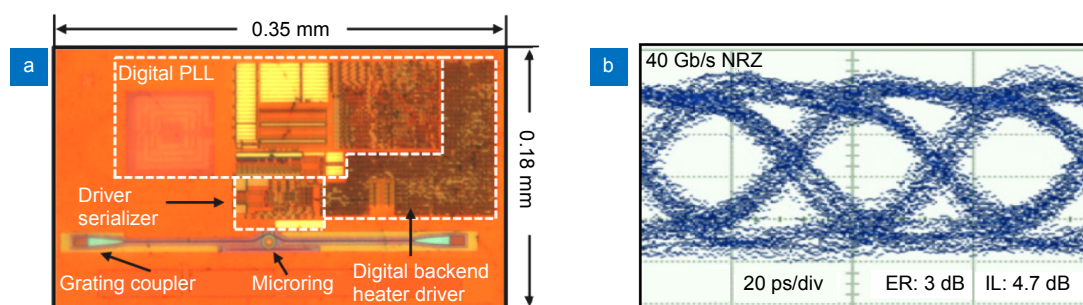 0.35 mm
a
Digital PLL
0.18 mm
Driver
serializer
Grating coupler
Microring
Digital backend
heater driver
b
40 Gb/s NRZ
20 ps/div
ER: 3 dB
IL: 4.7 dB